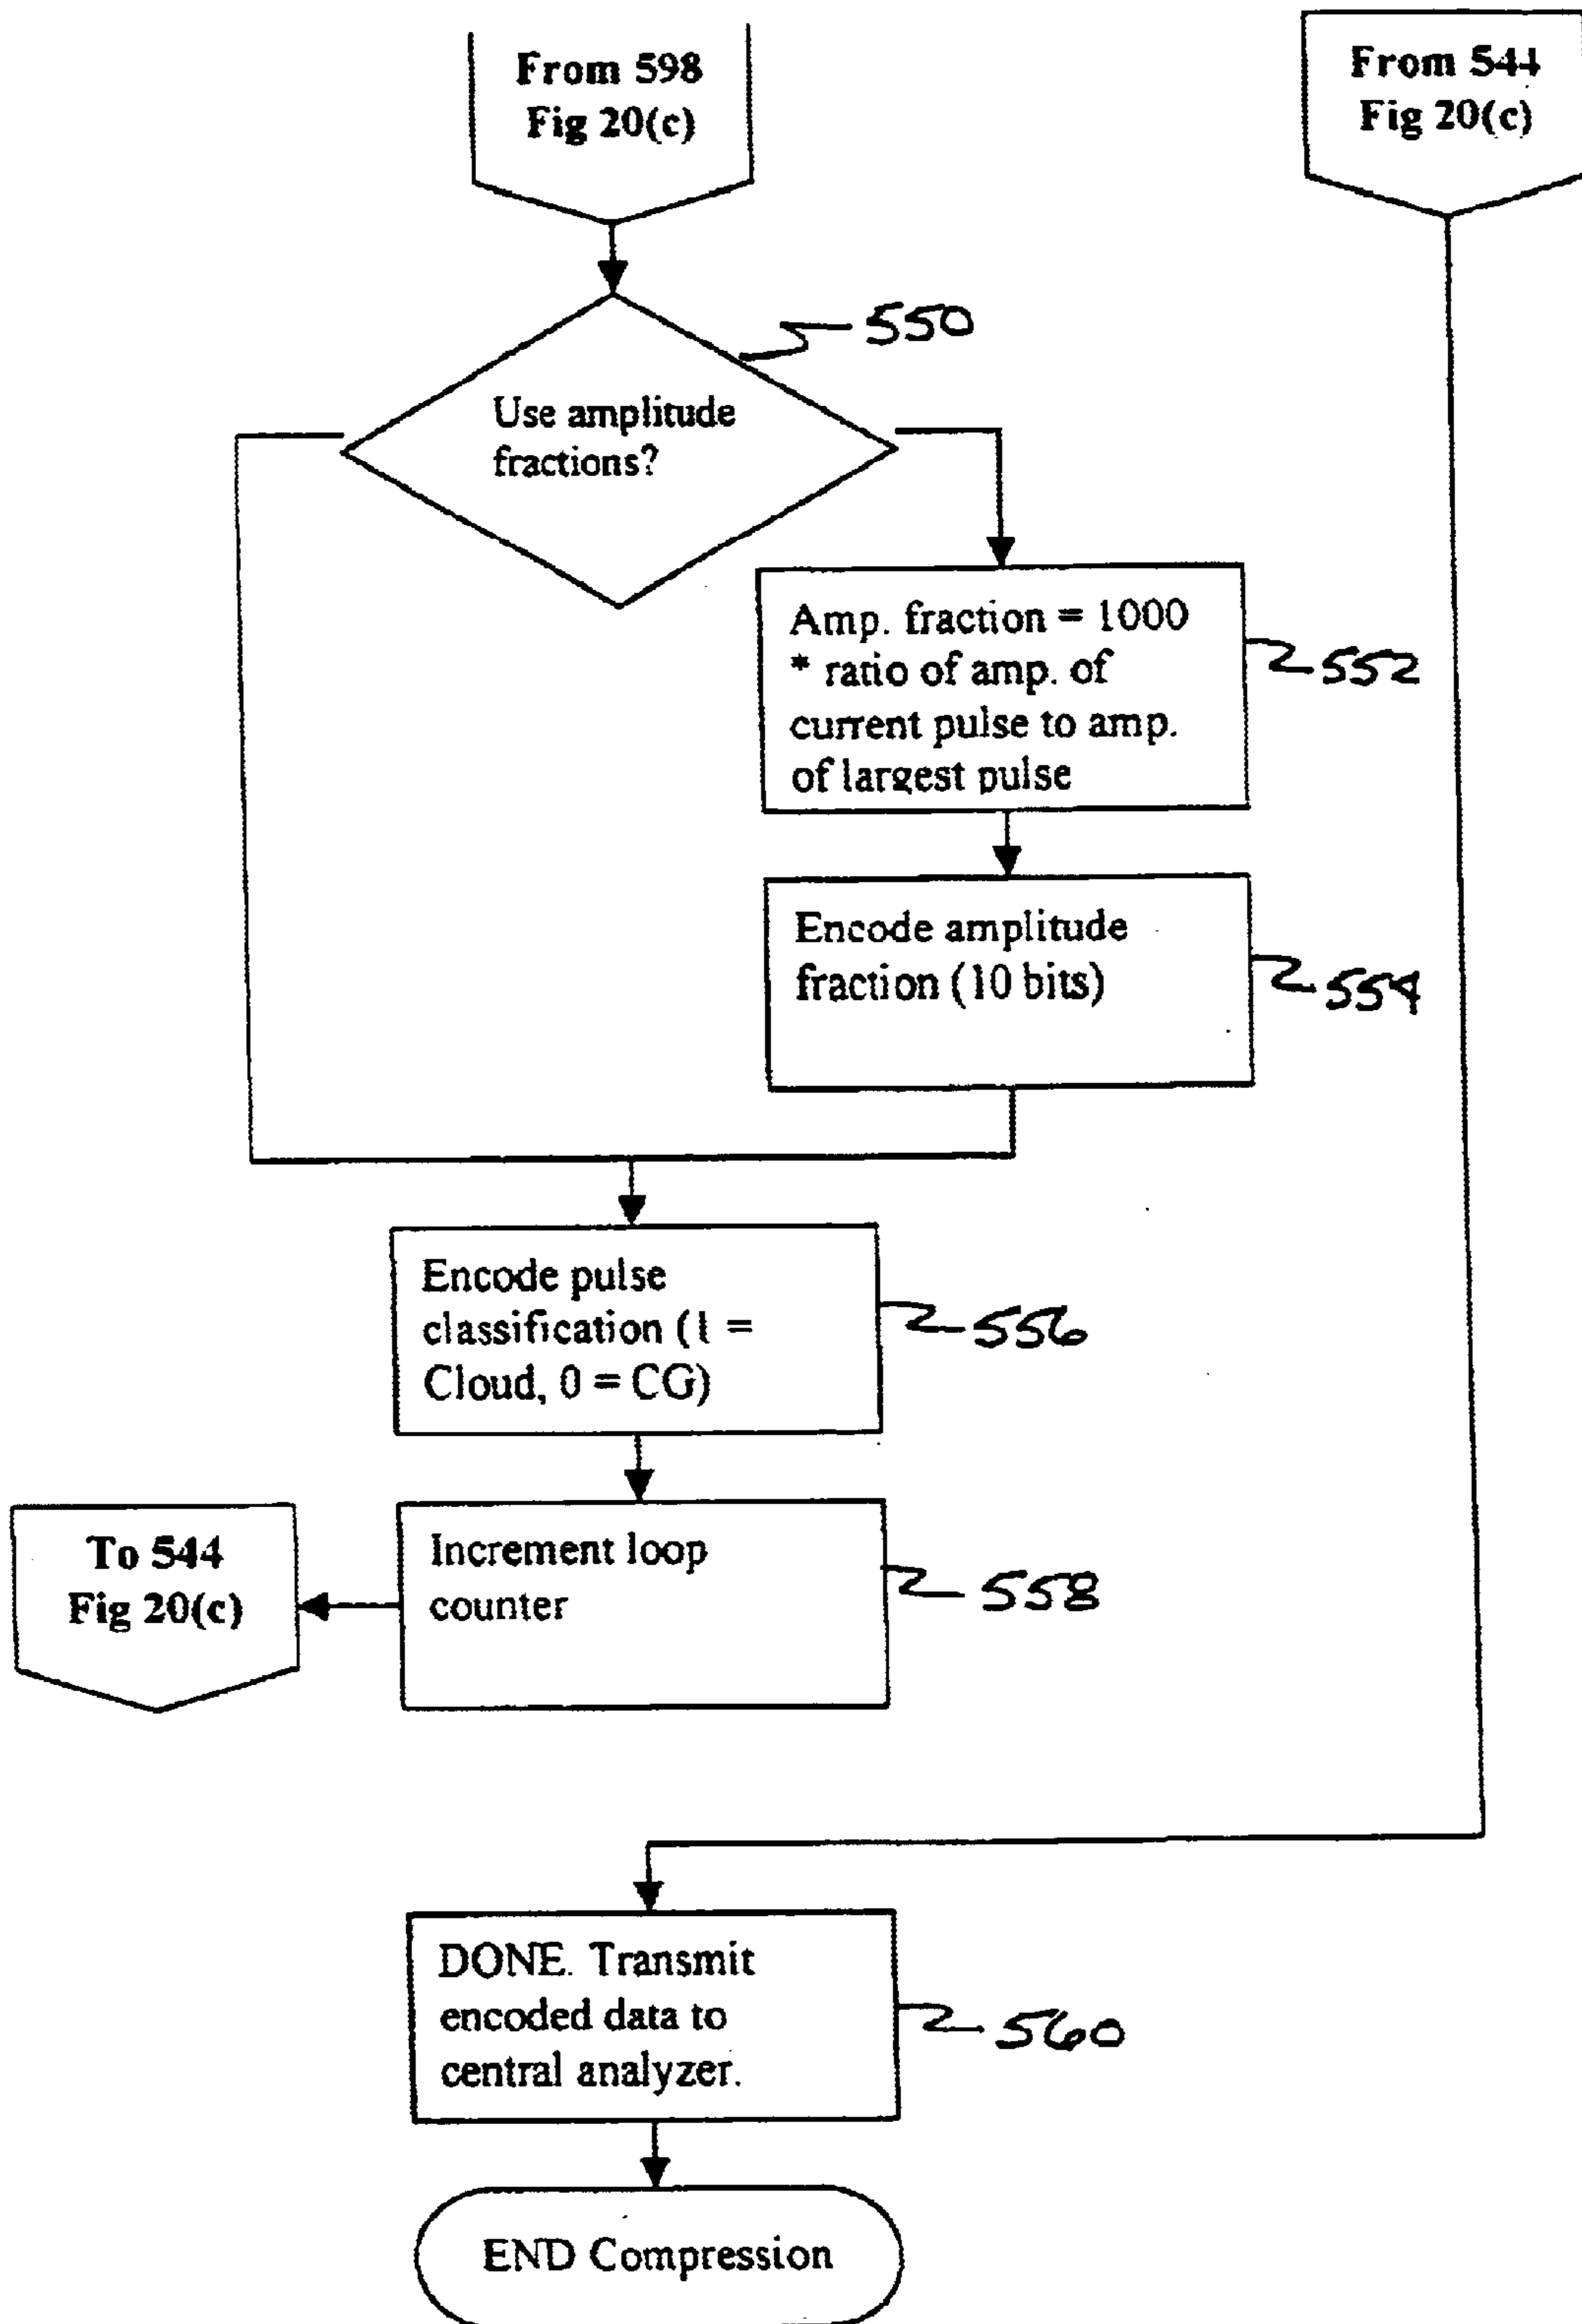 From 598
Fig 20(c)
From 544
Fig 20(c)
550
Use amplitude
fractions?
Amp. fraction = 1000
* ratio of amp. of
current pulse to amp.
of largest pulse
552
Encode amplitude
fraction (10 bits)
554
Encode pulse
classification (1 =
Cloud, 0 = CG)
556
To 544
Fig 20(c)
Increment loop
counter
558
DONE. Transmit
encoded data to
central analyzer.
560
END Compression